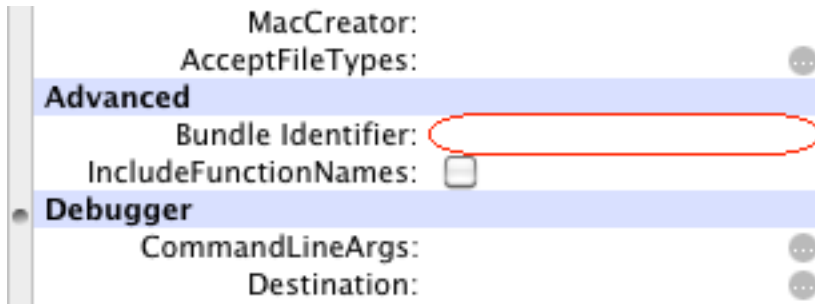 MacCreator:
AcceptFileTypes:
Advanced
Bundle Identifier:
IncludeFunctionNames:
Debugger
CommandLineArgs:
Destination: